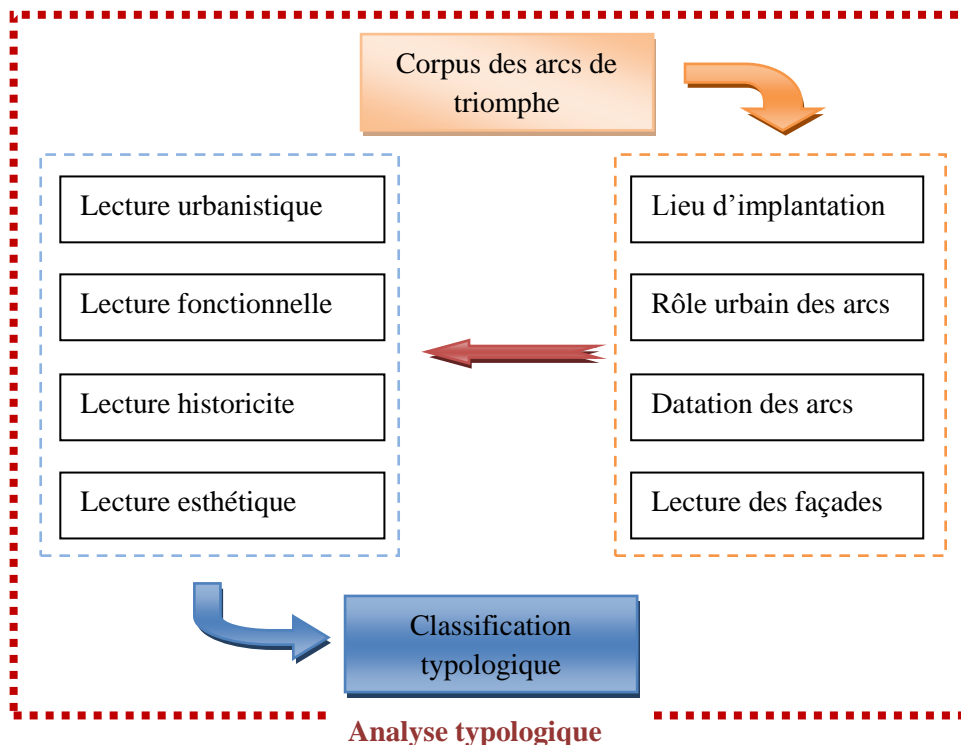 Corpus des arcs de
triomphe
Lecture urbanistique
Lecture fonctionnelle
Lecture historicite
Lecture esthétique
Lieu d’implantation
Rôle urbain des arcs
Datation des arcs
Lecture des façades
Classification
typologique
Analyse typologique